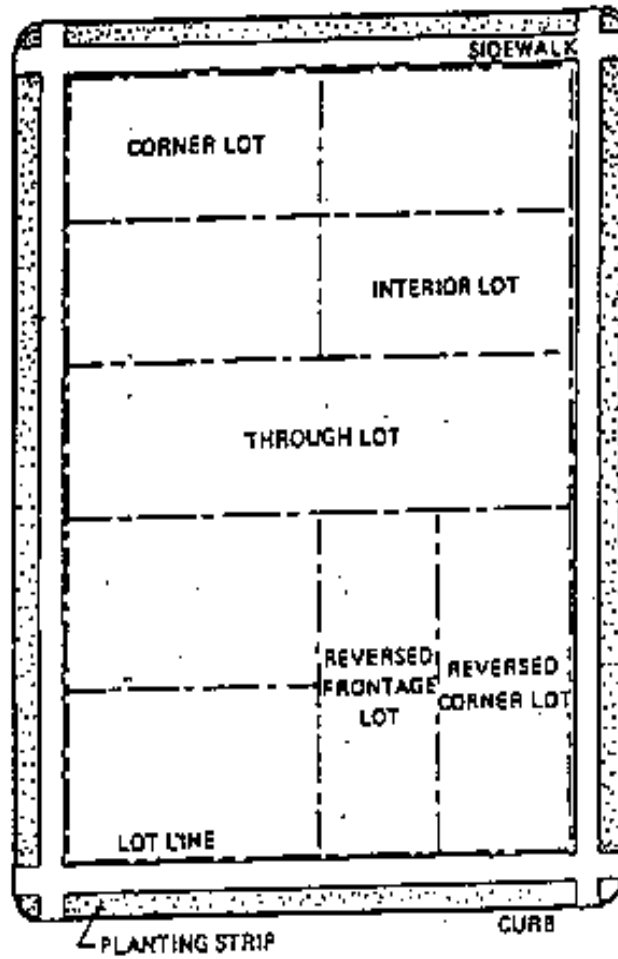 SIDEWALK
CORNER LOT
INTERIOR LOT
THROUGH LOT
REVERSED
FRONTAGE
LOT
REVERSED
CORNER LOT
LOT LINE
CURB
PLANTING STRIP